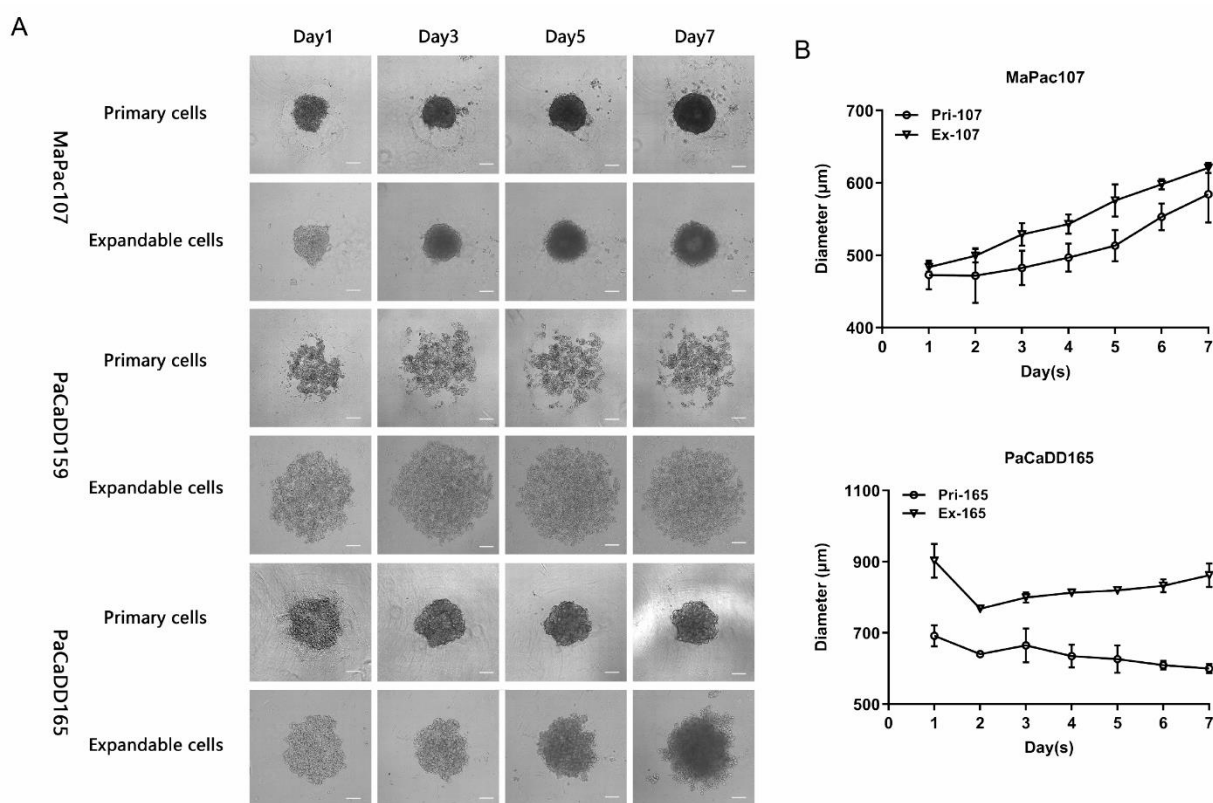 A
Day1 Day3 Day5 Day7
MaPac107
Primary cells
Expandable cells
PaCaDD159
Primary cells
Expandable cells
PaCaDD165
Primary cells
Expandable cells
B
MaPac107
Pri-107
Ex-107
Diameter (µm)
700
600
500
400
0 1 2 3 4 5 6 7
Day(s)
PaCaDD165
Pri-165
Ex-165
Diameter (µm)
1100
900
700
500
0 1 2 3 4 5 6 7
Day(s)